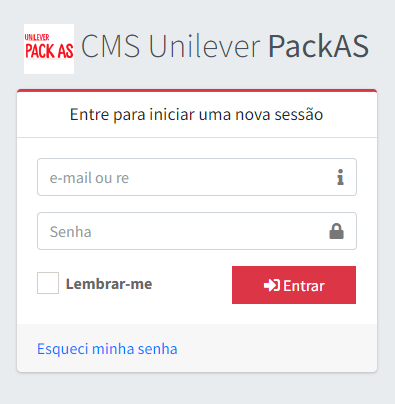 UNILEVER
PACK AS
CMS Unilever PackAS
Entre para iniciar uma nova sessão
e-mail ou re
Senha
Lembrar-me
Entrar
Esqueci minha senha